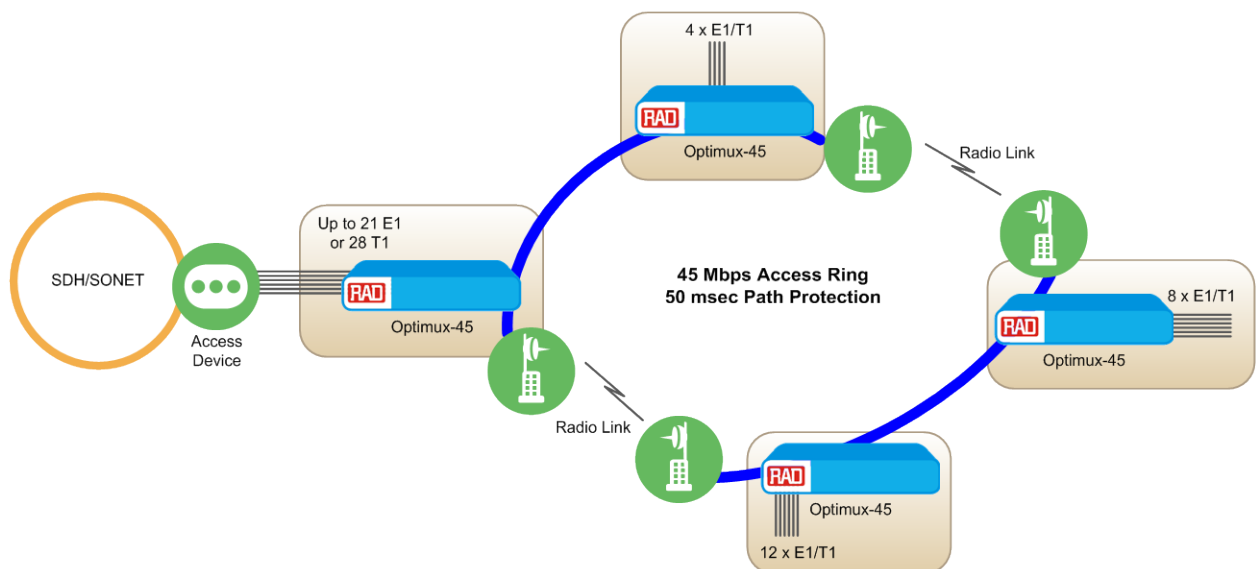 4 x E1/T1
RAD
Optimux-45
Radio Link
Up to 21 E1
or 28 T1
SDH/SONET
RAD
Optimux-45
Access
Device
45 Mbps Access Ring
50 msec Path Protection
8 x E1/T1
RAD
Optimux-45
Radio Link
RAD
Optimux-45
12 x E1/T1